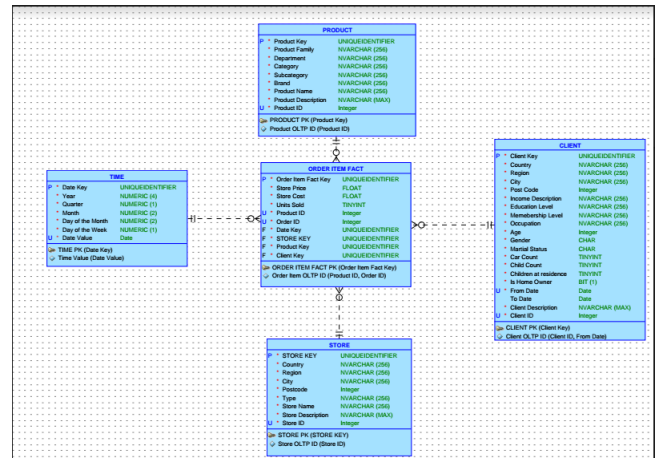 PRODUCT
P * Product Key UNIQUEIDENTIFIER
* Product Family NVARCHAR (256)
* Department NVARCHAR (256)
* Category NVARCHAR (256)
* Subcategory NVARCHAR (256)
* Brand NVARCHAR (256)
* Product Name NVARCHAR (256)
* Product Description NVARCHAR (MAX)
U * Product ID Integer
PRODUCT PK (Product Key)
Product OLTP ID (Product ID)
TIME
P * Date Key UNIQUEIDENTIFIER
* Year NUMERIC (4)
* Quarter NUMERIC (1)
* Month NUMERIC (2)
* Day of the Month NUMERIC (2)
* Day of the Week NUMERIC (1)
U * Date Value Date
TIME PK (Date Key)
Time Value (Date Value)
ORDER ITEM FACT
P * Order Item Fact Key UNIQUEIDENTIFIER
* Store Price FLOAT
* Store Cost FLOAT
* Units Sold TINYINT
U * Product ID Integer
U * Order ID Integer
F * Date Key UNIQUEIDENTIFIER
F * STORE KEY UNIQUEIDENTIFIER
F * Product Key UNIQUEIDENTIFIER
F * Client Key UNIQUEIDENTIFIER
ORDER ITEM FACT PK (Order Item Fact Key)
Order Item OLTP ID (Product ID, Order ID)
CLIENT
P * Client Key UNIQUEIDENTIFIER
* Country NVARCHAR (256)
* Region NVARCHAR (256)
* City NVARCHAR (256)
* Post Code Integer
* Income Description NVARCHAR (256)
* Education Level NVARCHAR (256)
* Memebership Level NVARCHAR (256)
* Occupation NVARCHAR (256)
* Age Integer
* Gender CHAR
* Martial Status CHAR
* Car Count TINYINT
* Child Count TINYINT
* Children at residence TINYINT
* Is Home Owner BIT (1)
U * From Date Date
To Date Date
* Client Description NVARCHAR (MAX)
U * Client ID Integer
CLIENT PK (Client Key)
Client OLTP ID (Client ID, From Date)
STORE
P * STORE KEY UNIQUEIDENTIFIER
* Country NVARCHAR (256)
* Region NVARCHAR (256)
* City NVARCHAR (256)
* Postcode Integer
* Type NVARCHAR (256)
* Store Name NVARCHAR (256)
* Store Description NVARCHAR (MAX)
U * Store ID Integer
STORE PK (STORE KEY)
Store OLTP ID (Store ID)